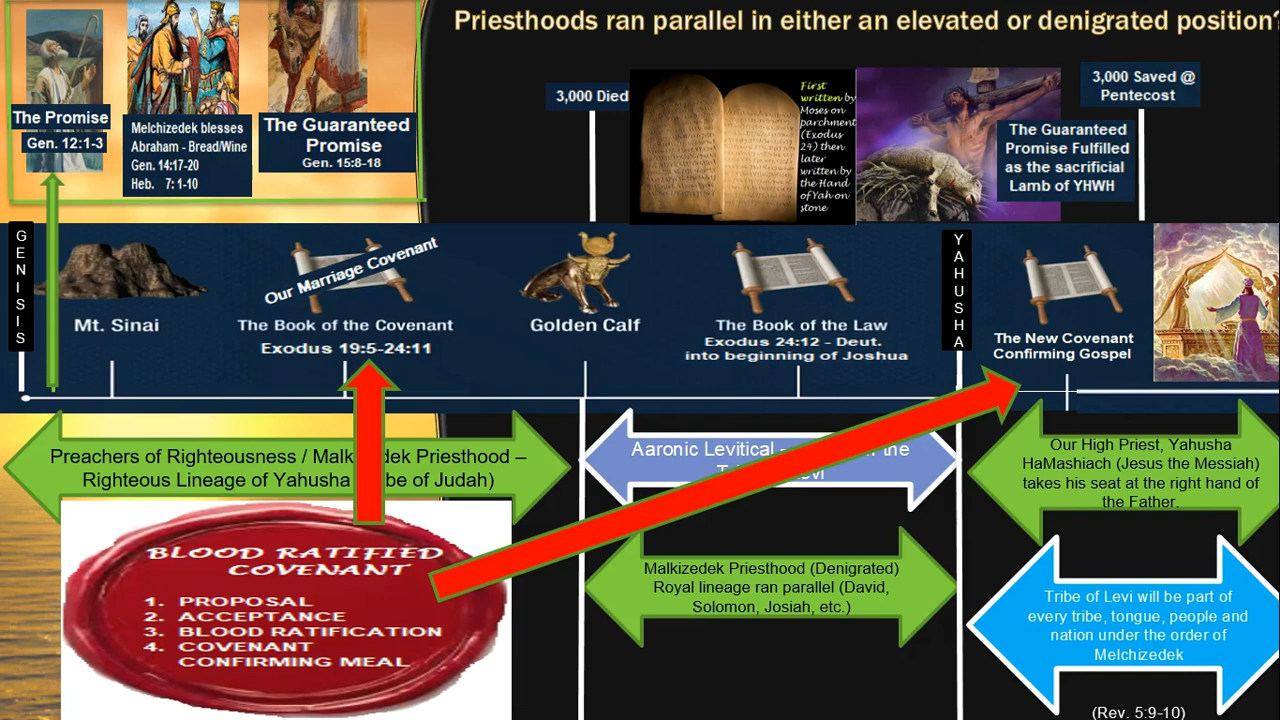 Priesthoods ran parallel in either an elevated or denigrated position?
The Promise
Gen. 12:1-3
Melchizedek blesses
Abraham - Bread/Wine
Gen. 14:17-20
Heb. 7: 1-10
The Guaranteed
Promise
Gen. 15:8-18
3,000 Died
First
written by
Moses on
parchment
(Exodus
24) then
later
written by
the Hand
of Yah on
stone
The Guaranteed
Promise Fulfilled
as the sacrificial
Lamb of YHWH
3,000 Saved @
Pentecost
GENISIS
Mt. Sinai
Our Marriage Covenant
The Book of the Covenant
Exodus 19:5-24:11
Golden Calf
The Book of the Law
Exodus 24:12 - Deut.
into beginning of Joshua
YAHUSHA
The New Covenant
Confirming Gospel
Preachers of Righteousness / Priesthood –
Righteous Lineage of Yahusha of Judah)
Aaronic Levitical the
Our High Priest, Yahusha
HaMashiach (Jesus the Messiah)
takes his seat at the right hand of
the Father.
BLOOD RATIFIED
COVENANT
1. PROPOSAL
2. ACCEPTANCE
3. BLOOD RATIFICATION
4. COVENANT
CONFIRMING MEAL
Malkizedek Priesthood (Denigrated)
Royal lineage ran parallel (David,
Solomon, Josiah, etc.)
Tribe of Levi will be part of
every tribe, tongue, people and
nation under the order of
Melchizedek
(Rev. 5:9-10)